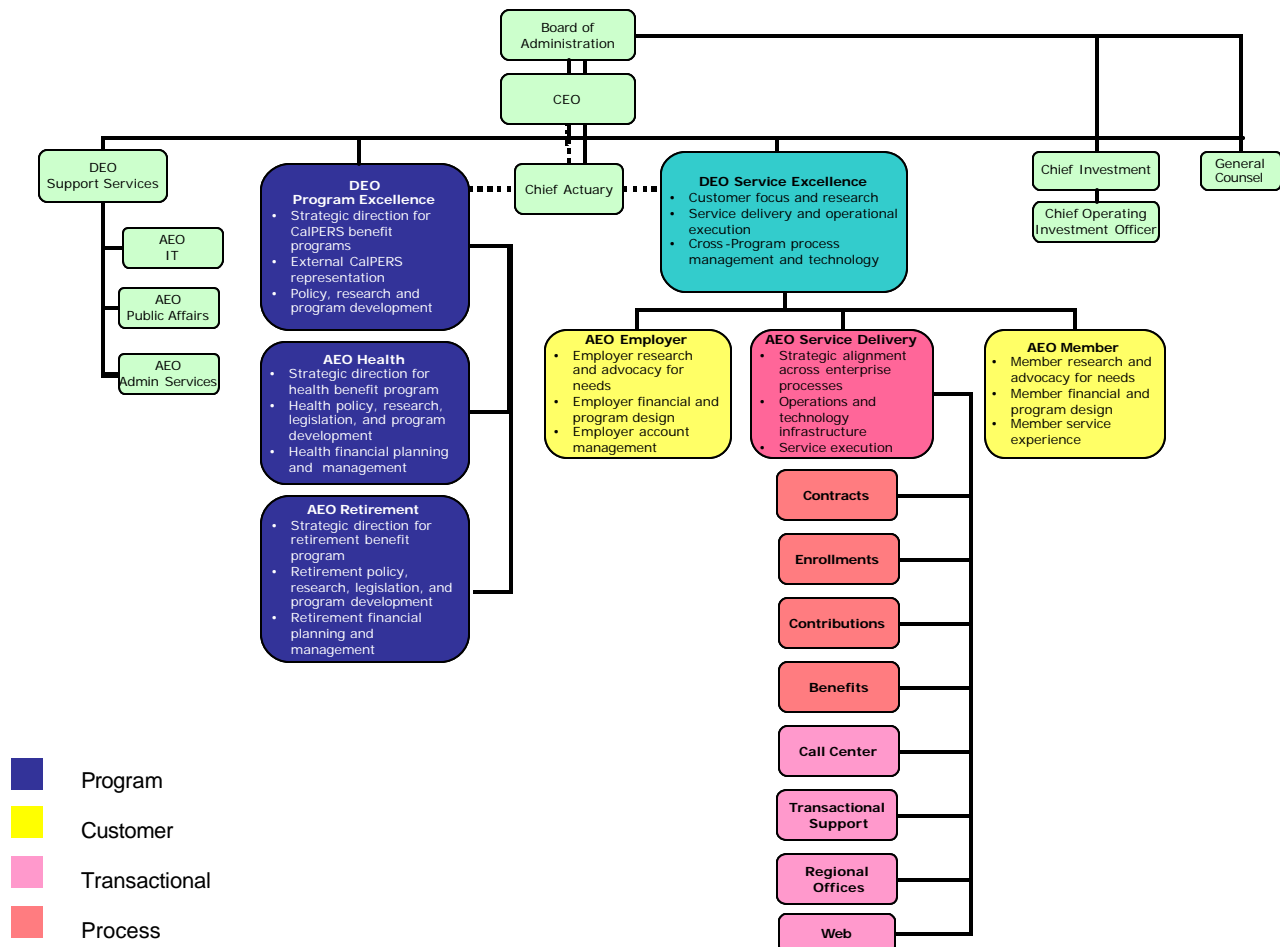 Board of
Administration
CEO
DEO
Support Services
AEO
IT
AEO
Public Affairs
AEO
Admin Services
DEO
Program Excellence
• Strategic direction for
CalPERS benefit
programs
• External CalPERS
representation
• Policy, research and
program development
AEO Health
• Strategic direction for
health benefit program
• Health policy, research,
legislation, and program
development
• Health financial planning
and management
AEO Retirement
• Strategic direction for
retirement benefit
program
• Retirement policy,
research, legislation, and
program development
• Retirement financial
planning and
management
Chief Actuary
DEO Service Excellence
• Customer focus and research
• Service delivery and operational
execution
• Cross-Program process
management and technology
Chief Investment
Chief Operating
Investment Officer
General
Counsel
AEO Employer
• Employer research
and advocacy for
needs
• Employer financial and
program design
• Employer account
management
AEO Service Delivery
• Strategic alignment
across enterprise
processes
• Operations and
technology
infrastructure
• Service execution
AEO Member
• Member research and
advocacy for needs
• Member financial and
program design
• Member service
experience
Contracts
Enrollments
Contributions
Benefits
Call Center
Transactional
Support
Regional
Offices
Web
Program
Customer
Transactional
Process